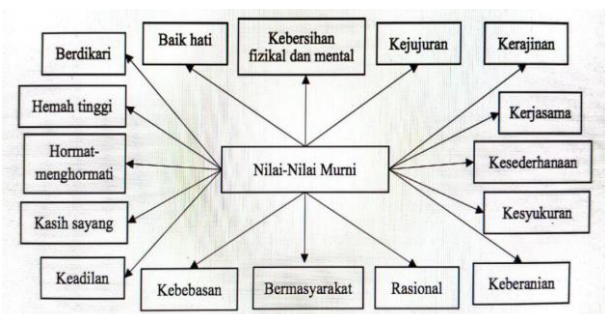 Berdikari
Baik hati
Kebersihan
fizikal dan mental
Kejujuran
Kerajinan
Hemah tinggi
Kerjasama
Hormat-
menghormati
Nilai-Nilai Murni
Kesederhanaan
Kasih sayang
Kesyukuran
Keadilan
Kebebasan
Bermasyarakat
Rasional
Keberanian